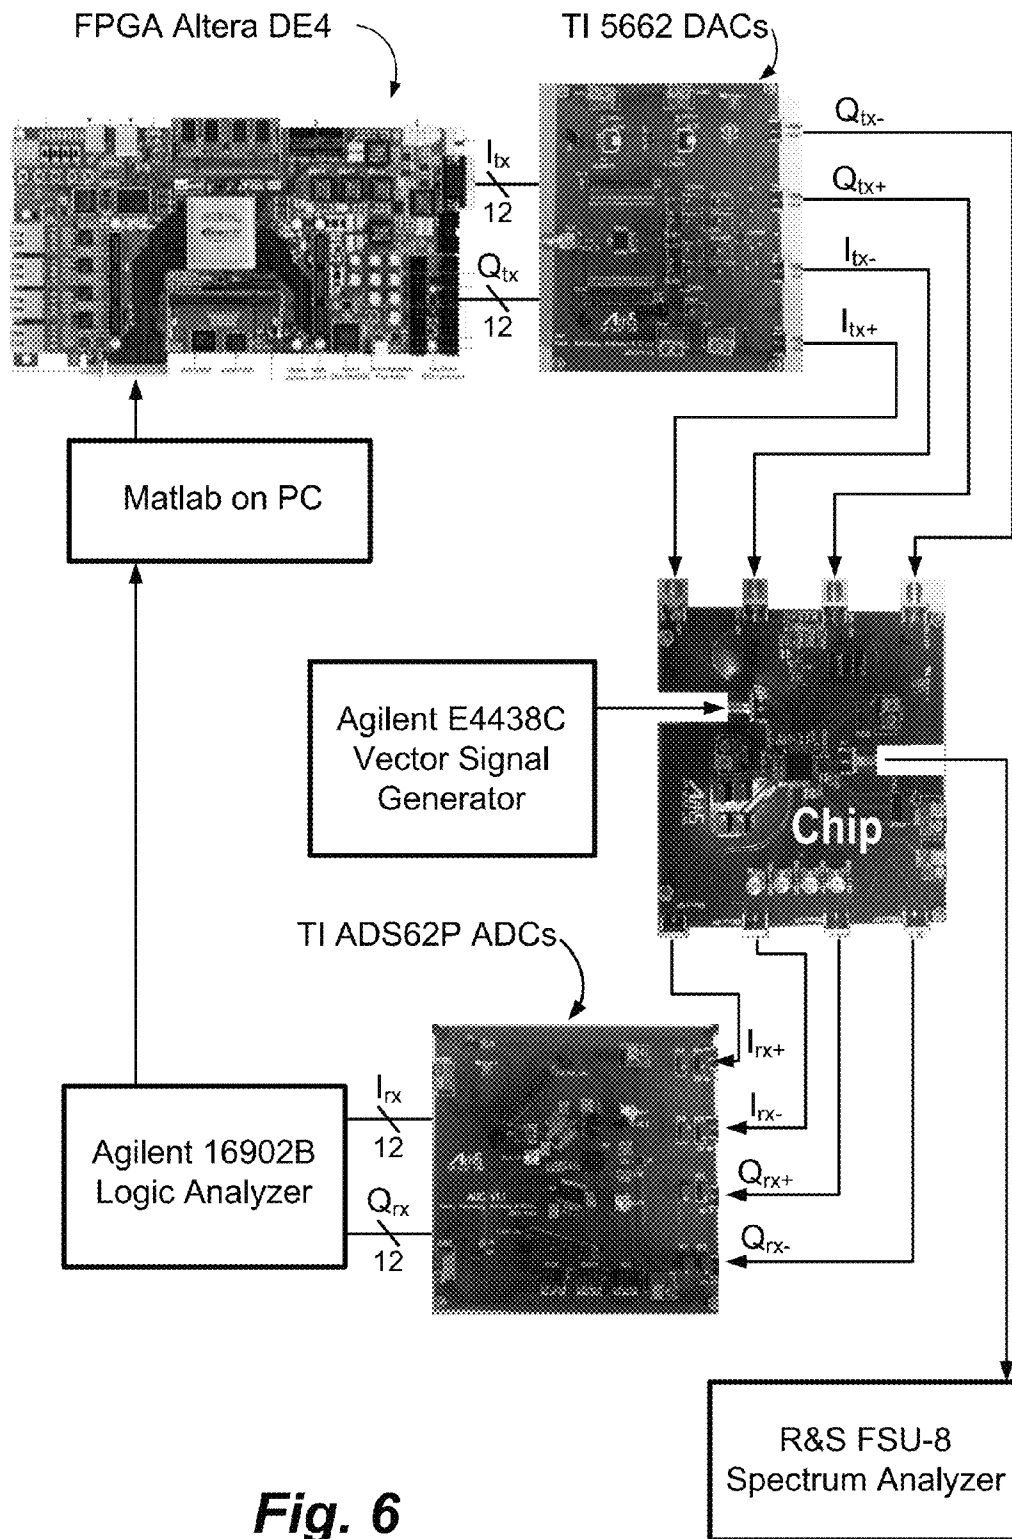 FPGA Altera DE4
TI 5662 DACs
Itx
12
Qtx
12
Qtx-
Qtx+
Itx-
Itx+
Matlab on PC
Agilent E4438C
Vector Signal
Generator
Chip
TI ADS62P ADCs
Irx+
Irx-
Qrx+
Qrx-
Irx
12
Qrx
12
Agilent 16902B
Logic Analyzer
R&S FSU-8
Spectrum Analyzer
Fig. 6